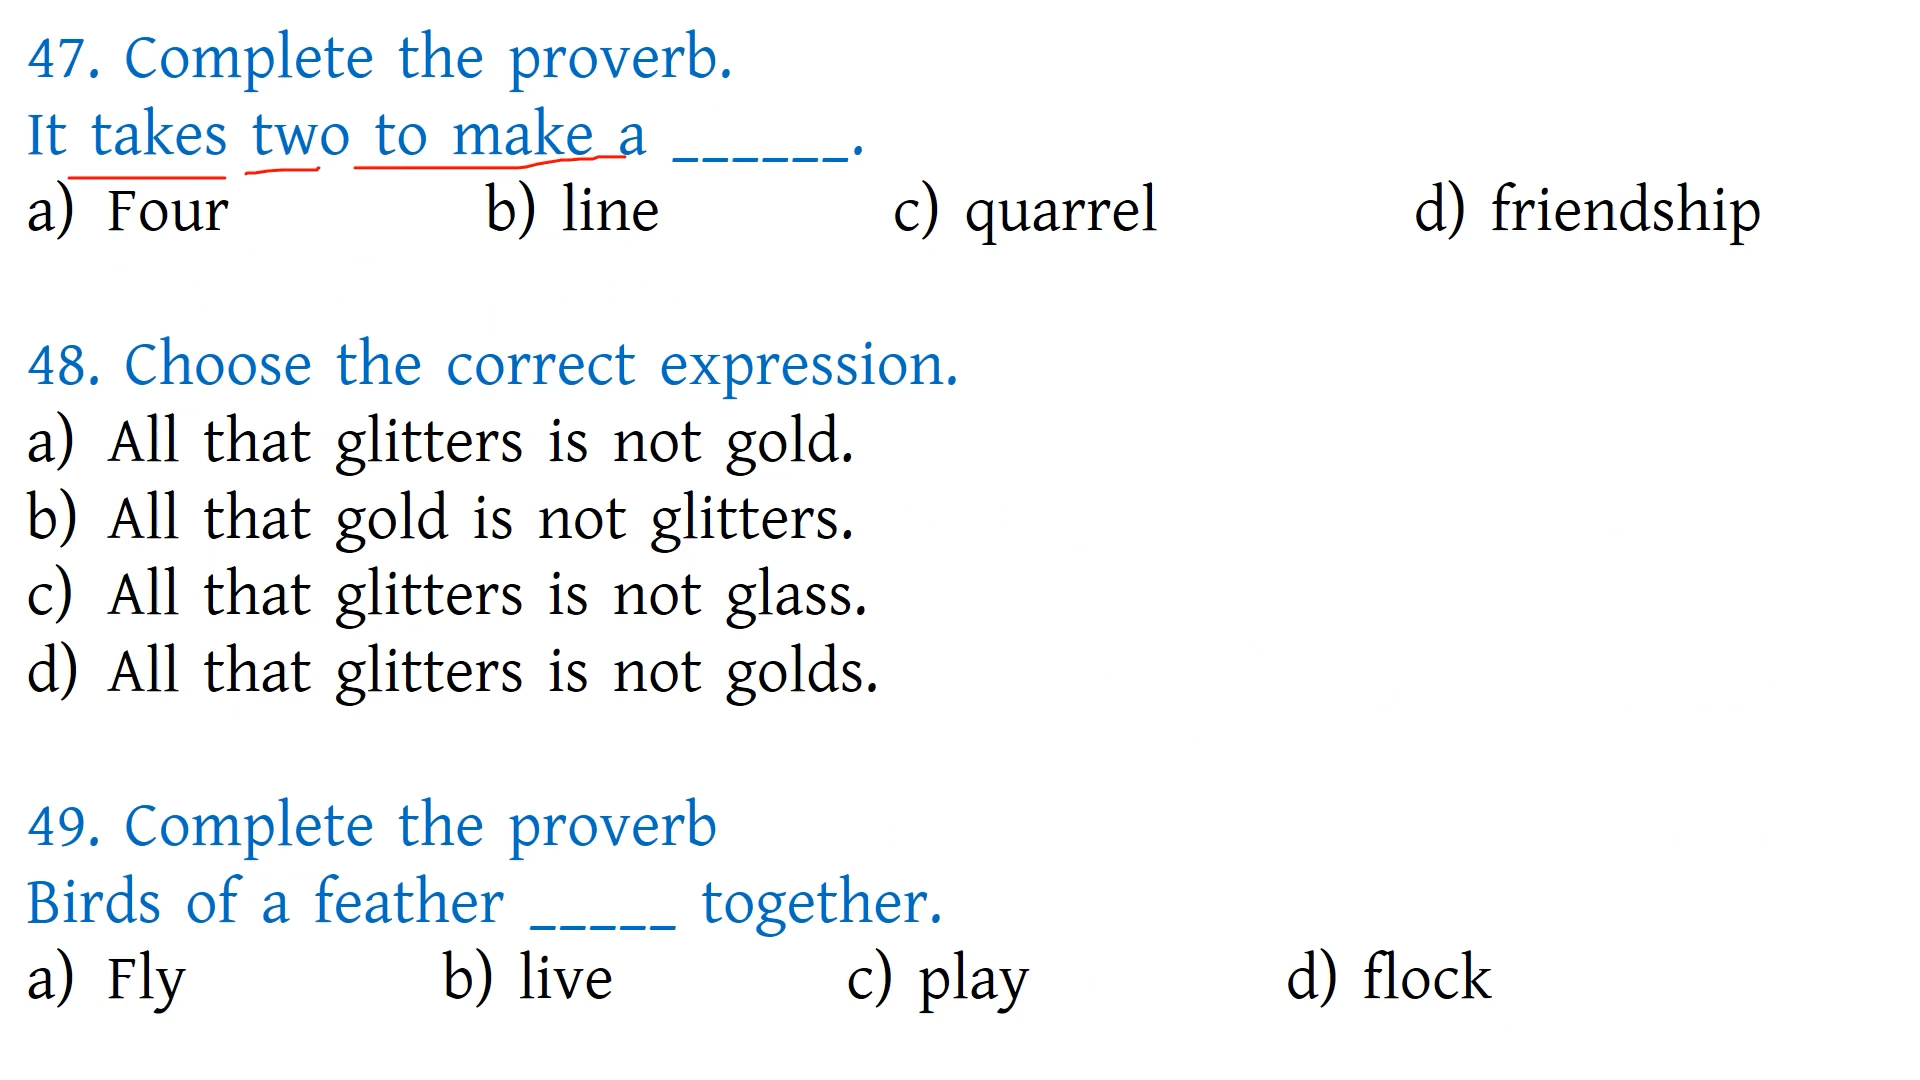 47. Complete the proverb.
It takes two to make a ______.
a) Four b) line c) quarrel d) friendship
48. Choose the correct expression.
a) All that glitters is not gold.
b) All that gold is not glitters.
c) All that glitters is not glass.
d) All that glitters is not golds.
49. Complete the proverb
Birds of a feather _____ together.
a) Fly b) live c) play d) flock